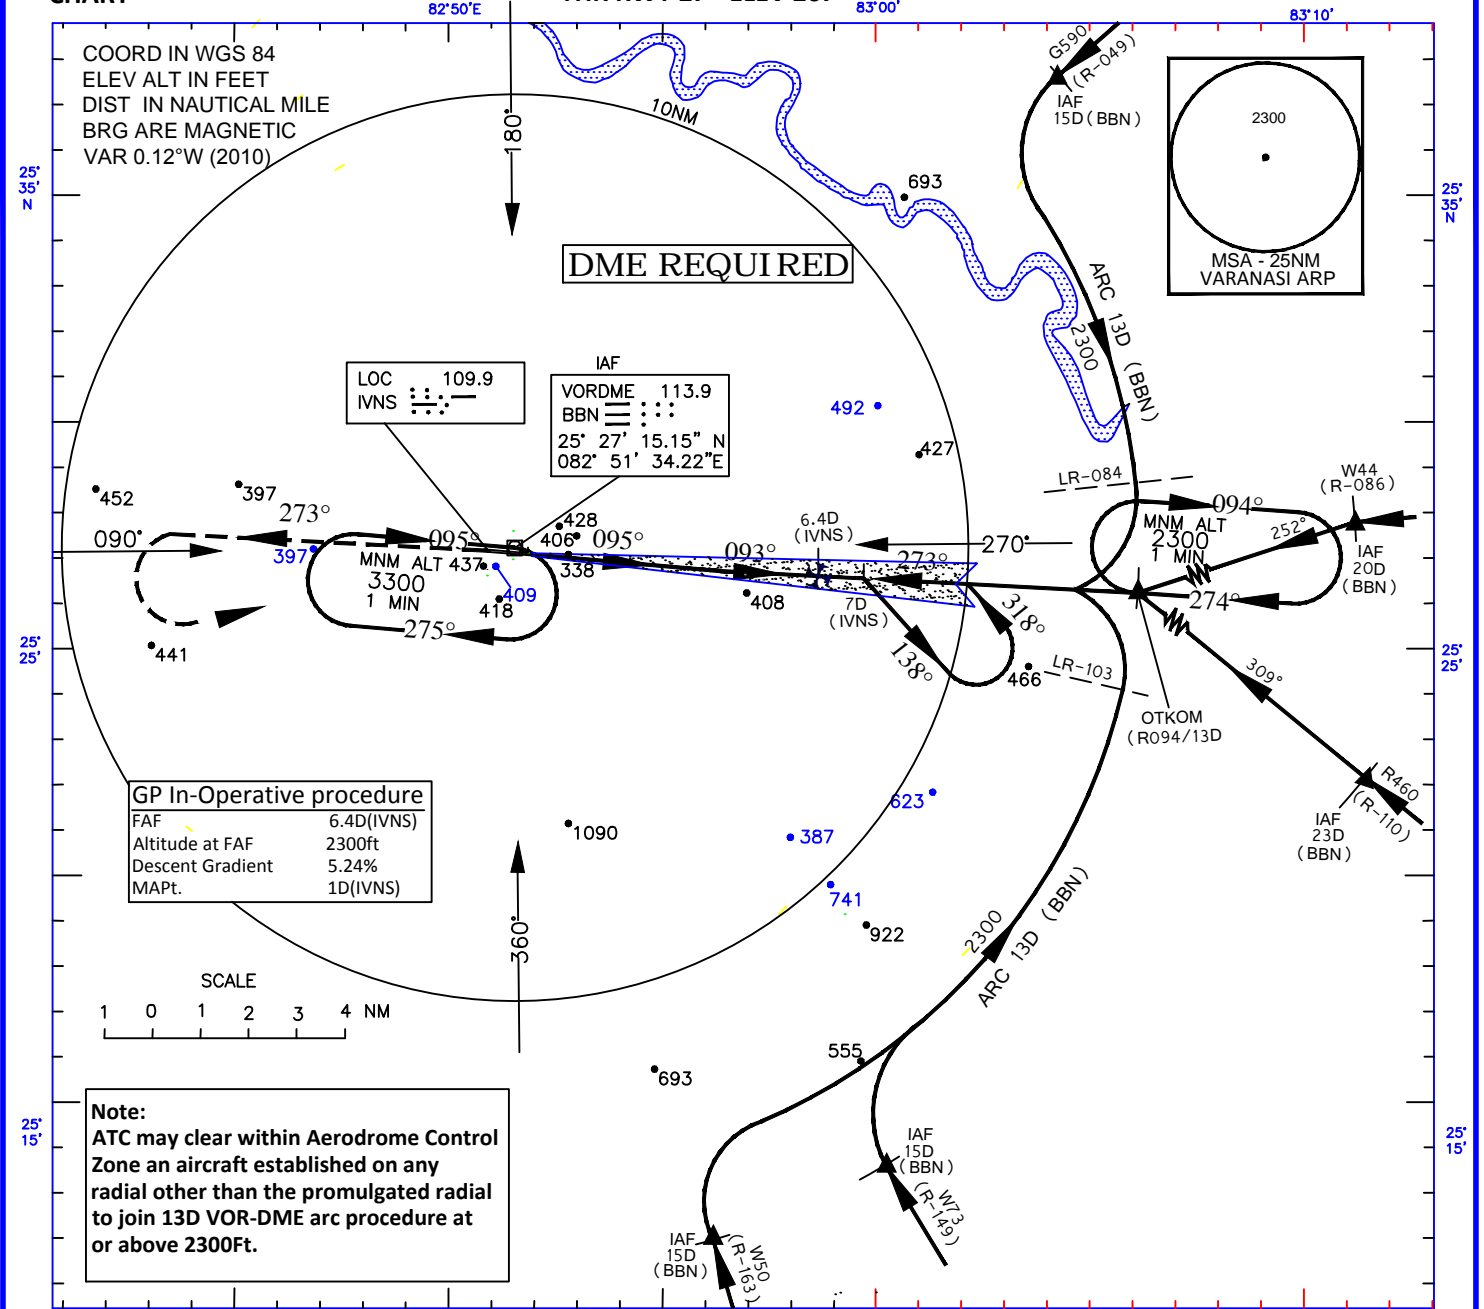 CHART
82°50'E
83°00'
83°10'
COORD IN WGS 84
ELEV ALT IN FEET
DIST IN NAUTICAL MILE
BRG ARE MAGNETIC
VAR 0.12°W (2010)
25°
35'
N
180°
10NM
693
G590
(R-049)
IAF
15D (BBN)
2300
MSA - 25NM
VARANASI ARP
25°
35'
N
DME REQUIRED
ARC 13D (BBN)
2300
LOC 109.9
IVNS
IAF
VORDME 113.9
BBN
25° 27' 15.15" N
082° 51' 34.22"E
492
427
LR-084
W44
(R-086)
452
397
273°
090°
397
095°
MNM ALT
3300
1 MIN
437
409
418
275°
428
406
338
095°
093°
6.4D
(IVNS)
273°
270°
094°
MNM ALT
2300
1 MIN
252°
IAF
20D
(BBN)
274°
408
7D
(IVNS)
138°
318°
466
LR-103
441
25°
25'
25°
25'
309°
OTKOM
(R094/13D
R460
(R-110)
IAF
23D
(BBN)
GP In-Operative procedure
FAF 6.4D(IVNS)
Altitude at FAF 2300ft
Descent Gradient 5.24%
MAPt. 1D(IVNS)
1090
623
387
741
922
360°
2300
ARC 13D (BBN)
SCALE
1 0 1 2 3 4 NM
555
693
Note:
ATC may clear within Aerodrome Control
Zone an aircraft established on any
radial other than the promulgated radial
to join 13D VOR-DME arc procedure at
or above 2300Ft.
25°
15'
25°
15'
IAF
15D
(BBN)
W73
(R-149)
IAF
15D
(BBN)
W50
(R-163)